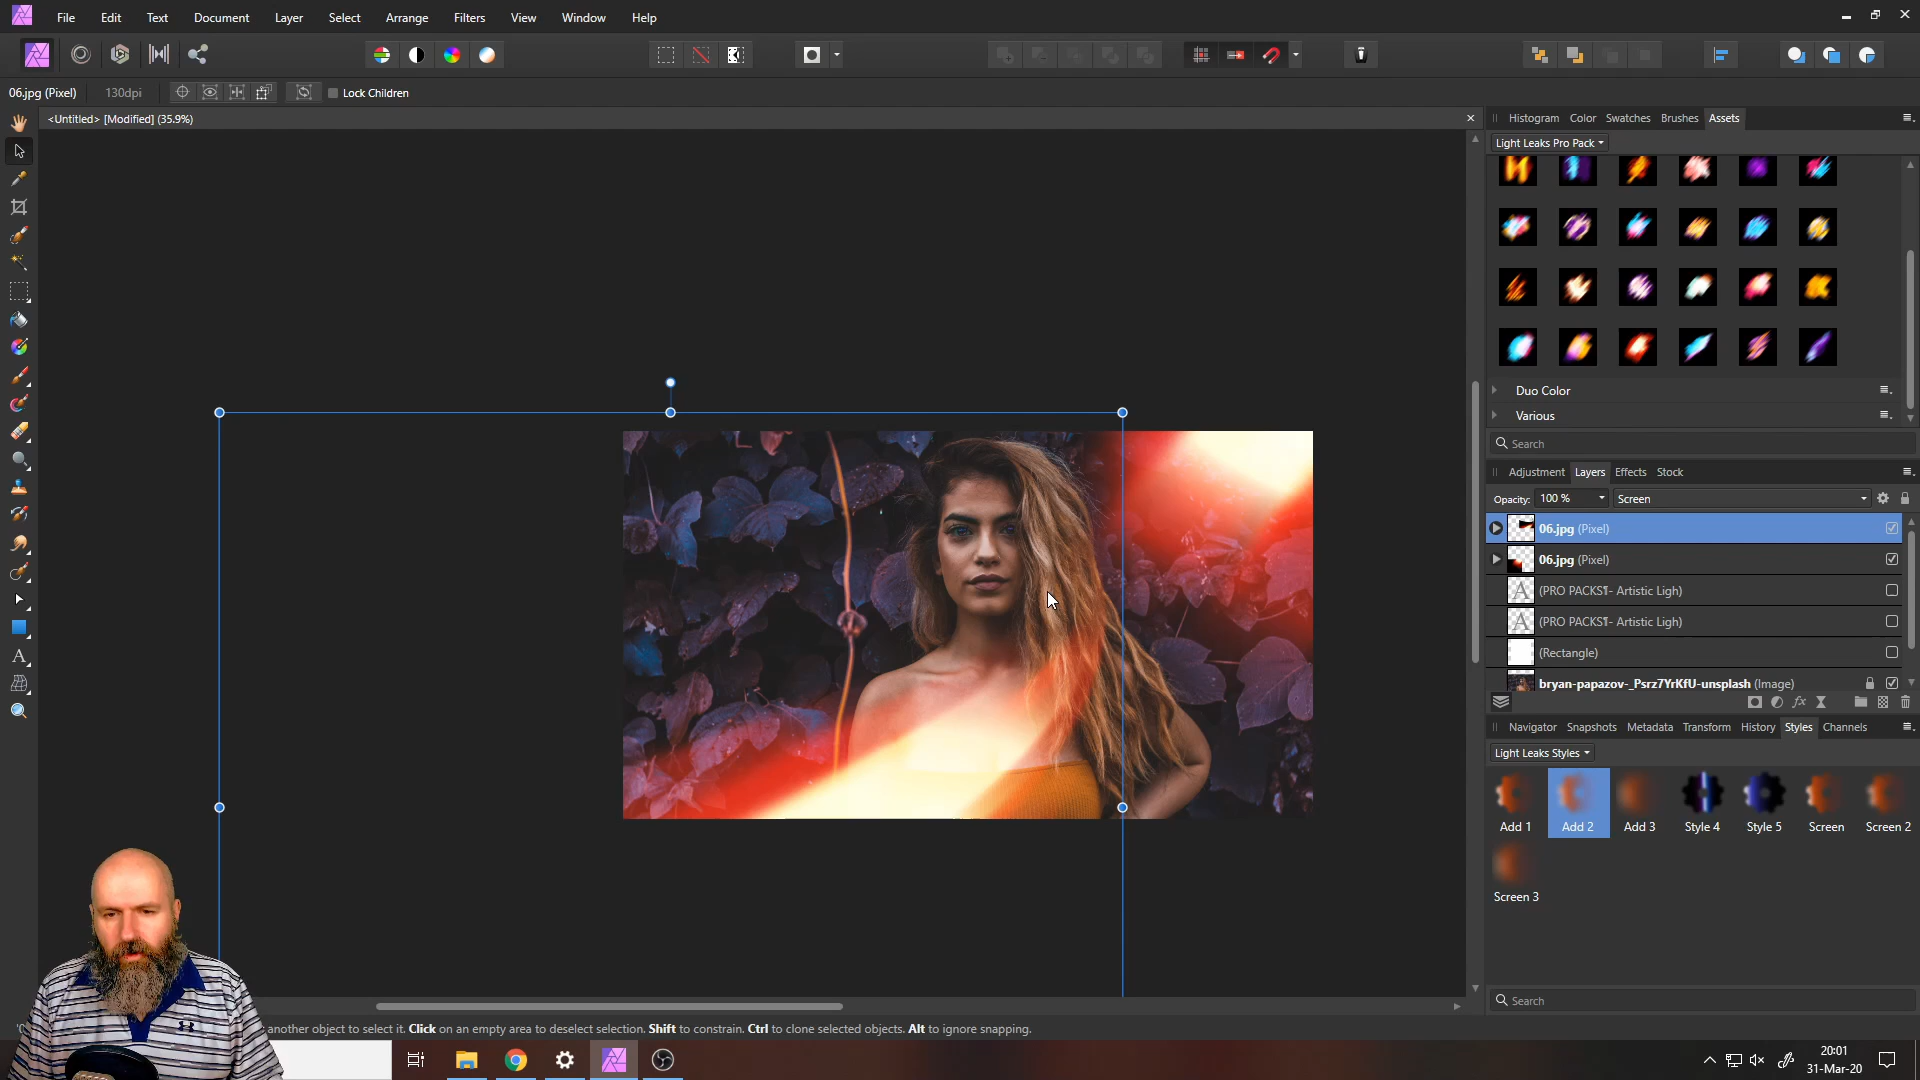 File Edit Text Document Layer Select Arrange Filters View Window Help
06.jpg (Pixel) 130dpi Lock Children
<Untitled> [Modified] (35.9%)
Histogram Color Swatches Brushes Assets
Light Leaks Pro Pack
Duo Color
Various
Search
Adjustment Layers Effects Stock
Opacity: 100 % Screen
06.jpg (Pixel)
06.jpg (Pixel)
(PRO PACKS¶- Artistic Ligh)
(PRO PACKS¶- Artistic Ligh)
(Rectangle)
bryan-papazov-_Psrz7YrKfU-unsplash (Image)
Navigator Snapshots Metadata Transform History Styles Channels
Light Leaks Styles
Add 1 Add 2 Add 3 Style 4 Style 5 Screen Screen 2
Screen 3
Search
another object to select it. Click on an empty area to deselect selection. Shift to constrain. Ctrl to clone selected objects. Alt to ignore snapping.
20:01
31-Mar-20